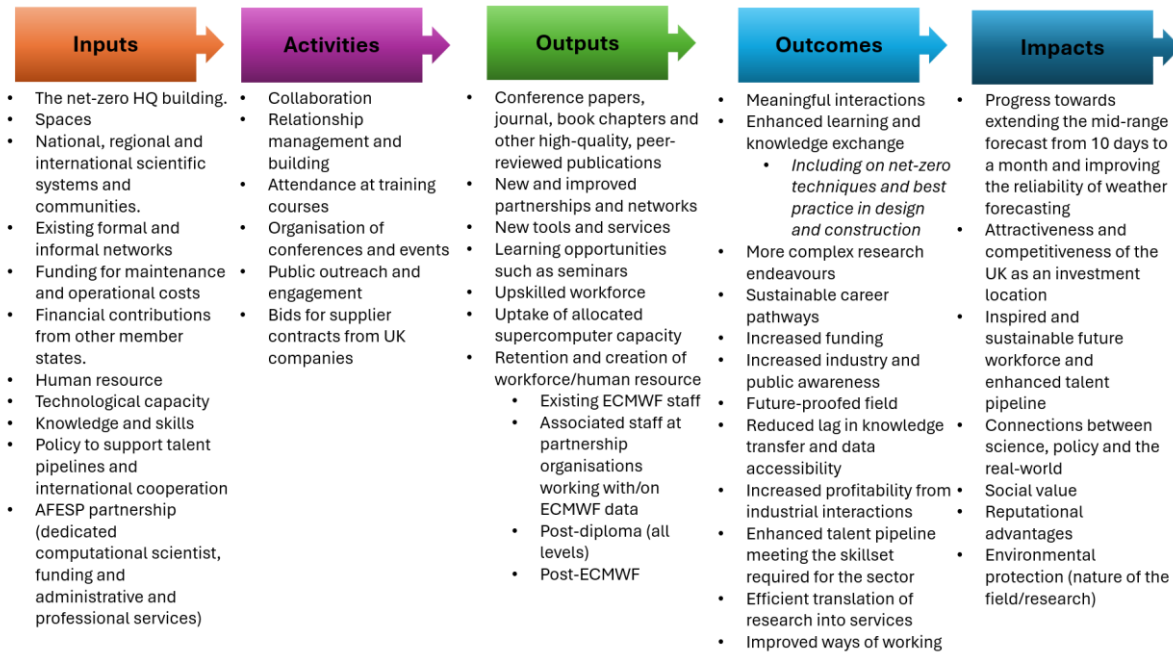 Inputs
Activities
Outputs
Outcomes
Impacts
• The net-zero HQ building.
• Spaces
• National, regional and
international scientific
systems and
communities.
• Existing formal and
informal networks
• Funding for maintenance
and operational costs
• Financial contributions
from other member
states.
• Human resource
• Technological capacity
• Knowledge and skills
• Policy to support talent
pipelines and
international cooperation
• AFESP partnership
(dedicated
computational scientist,
funding and
administrative and
professional services)
• Collaboration
• Relationship
management and
building
• Attendance at training
courses
• Organisation of
conferences and events
• Public outreach and
engagement
• Bids for supplier
contracts from UK
companies
• Conference papers,
journal, book chapters and
other high-quality, peer-
reviewed publications
• New and improved
partnerships and networks
• New tools and services
• Learning opportunities
such as seminars
• Upskilled workforce
• Uptake of allocated
supercomputer capacity
• Retention and creation of
workforce/human resource
• Existing ECMWF staff
• Associated staff at
partnership
organisations
working with/on
ECMWF data
• Post-diploma (all
levels)
• Post-ECMWF
• Meaningful interactions
• Enhanced learning and
knowledge exchange
• Including on net-zero
techniques and best
practice in design
and construction
• More complex research
endeavours
• Sustainable career
pathways
• Increased funding
• Increased industry and
public awareness
• Future-proofed field
• Reduced lag in knowledge
transfer and data
accessibility
• Increased profitability from
industrial interactions
• Enhanced talent pipeline
meeting the skillset
required for the sector
• Efficient translation of
research into services
• Improved ways of working
• Progress towards
extending the mid-range
forecast from 10 days to
a month and improving
the reliability of weather
forecasting
• Attractiveness and
competitiveness of the
UK as an investment
location
• Inspired and
sustainable future
workforce and
enhanced talent
pipeline
• Connections between
science, policy and the
real-world
• Social value
• Reputational
advantages
• Environmental
protection (nature of the
field/research)